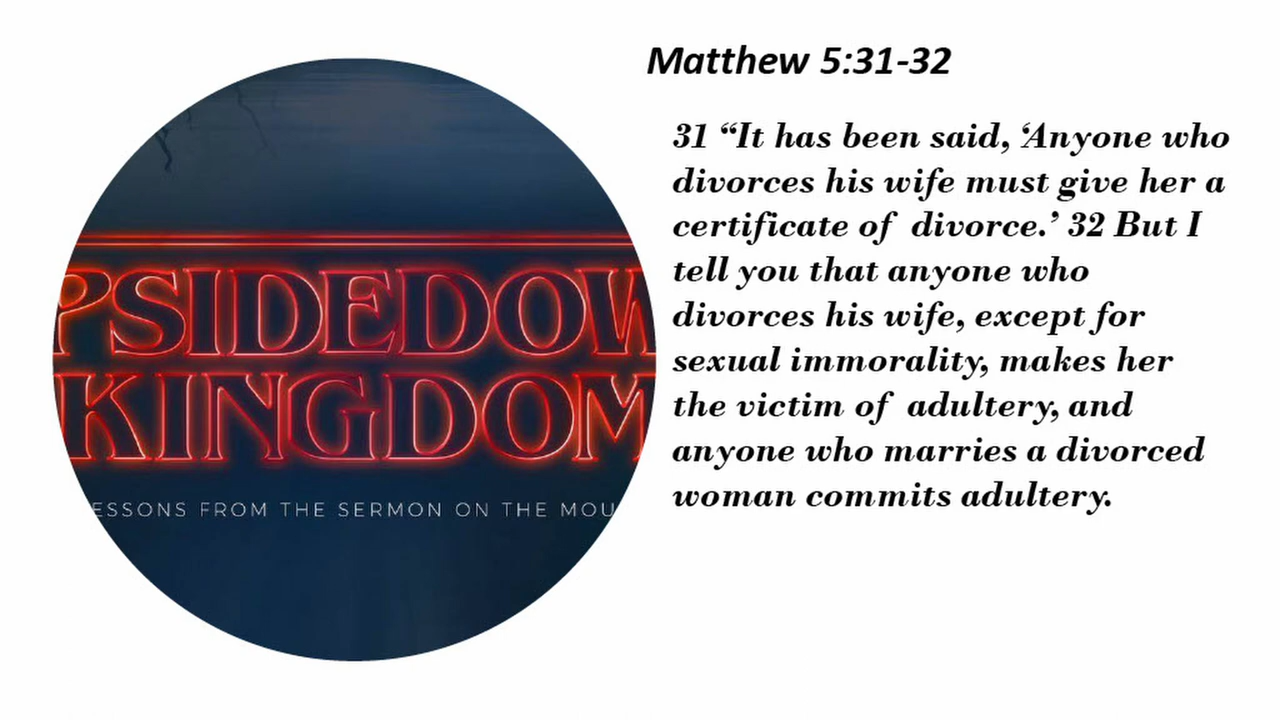 Matthew 5:31-32
31 “It has been said, ‘Anyone who
divorces his wife must give her a
certificate of divorce.’ 32 But I
tell you that anyone who
divorces his wife, except for
sexual immorality, makes her
the victim of adultery, and
anyone who marries a divorced
woman commits adultery.
PSIDEDOW
KINGDOM
ESSONS FROM THE SERMON ON THE MOU